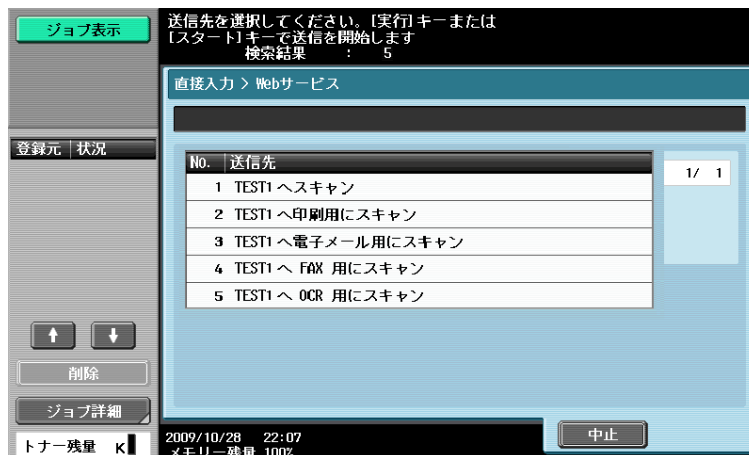 ジョブ表示
送信先を選択してください。[実行]キーまたは
[スタート]キーで送信を開始します
検索結果 : 5
直接入力 > Webサービス
登録元 状況
No. 送信先
1/ 1
1 TEST1 へスキャン
2 TEST1 へ印刷用にスキャン
3 TEST1 へ電子メール用にスキャン
4 TEST1 へ FAX 用にスキャン
5 TEST1 へ OCR 用にスキャン
削除
ジョブ詳細
トナー残量 K
2009/10/28 22:07
メモリー残量 100%
中止